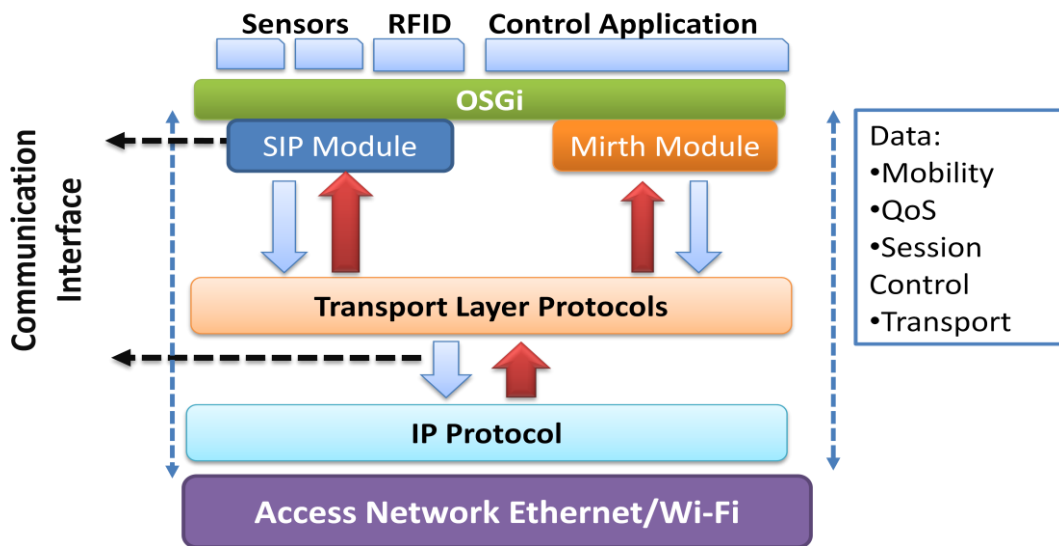 Sensors RFID Control Application
OSGi
SIP Module
Mirth Module
Communication
Interface
Transport Layer Protocols
IP Protocol
Access Network Ethernet/Wi-Fi
Data:
•Mobility
•QoS
•Session
Control
•Transport